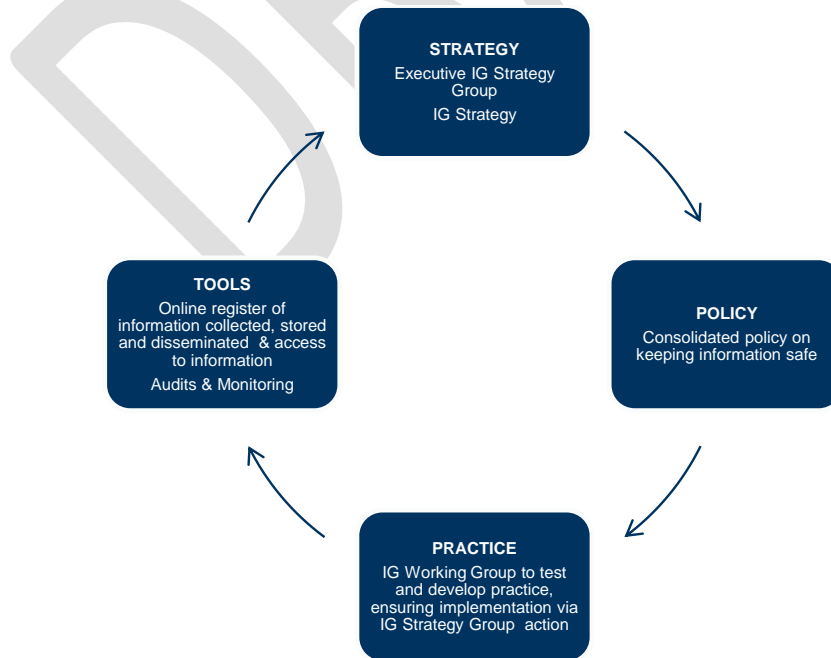 STRATEGY
Executive IG Strategy
Group
IG Strategy
POLICY
Consolidated policy on
keeping information safe
PRACTICE
IG Working Group to test
and develop practice,
ensuring implementation via
IG Strategy Group  action
TOOLS
Online register of
information collected, stored
and disseminated  & access
to information
Audits & Monitoring